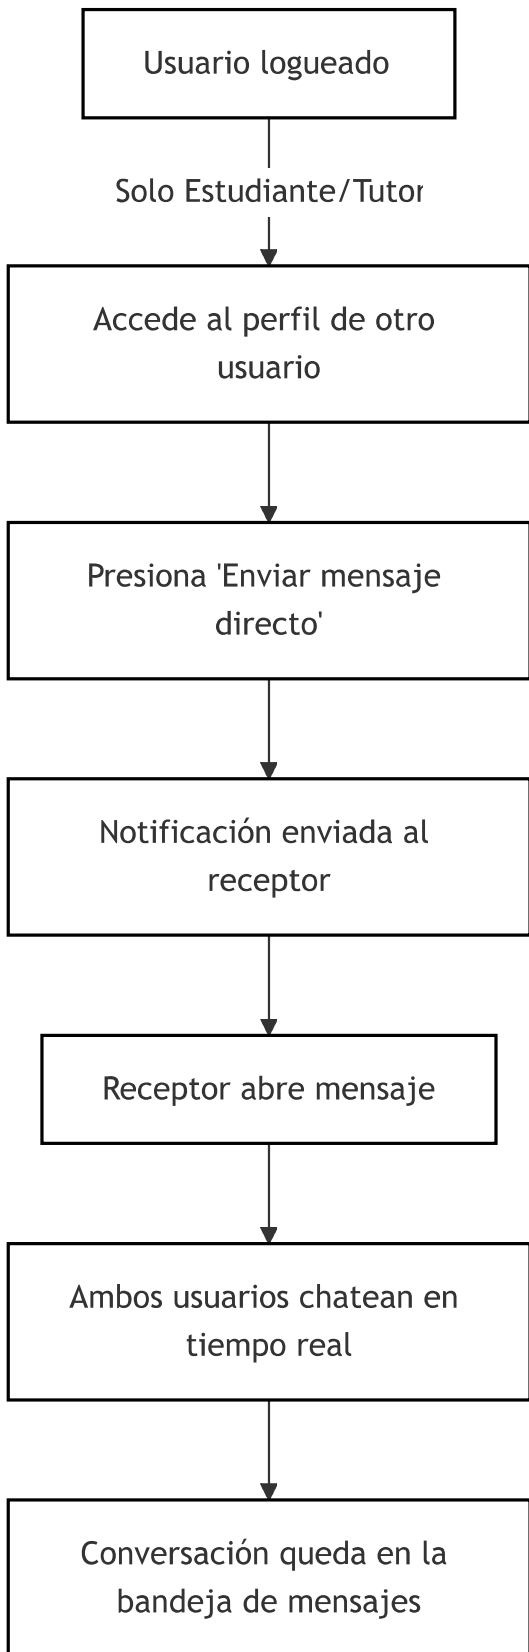 Usuario logueado
Solo Estudiante/Tutor
Accede al perfil de otro
usuario
Presiona 'Enviar mensaje
directo'
Notificación enviada al
receptor
Receptor abre mensaje
Ambos usuarios chatean en
tiempo real
Conversación queda en la
bandeja de mensajes